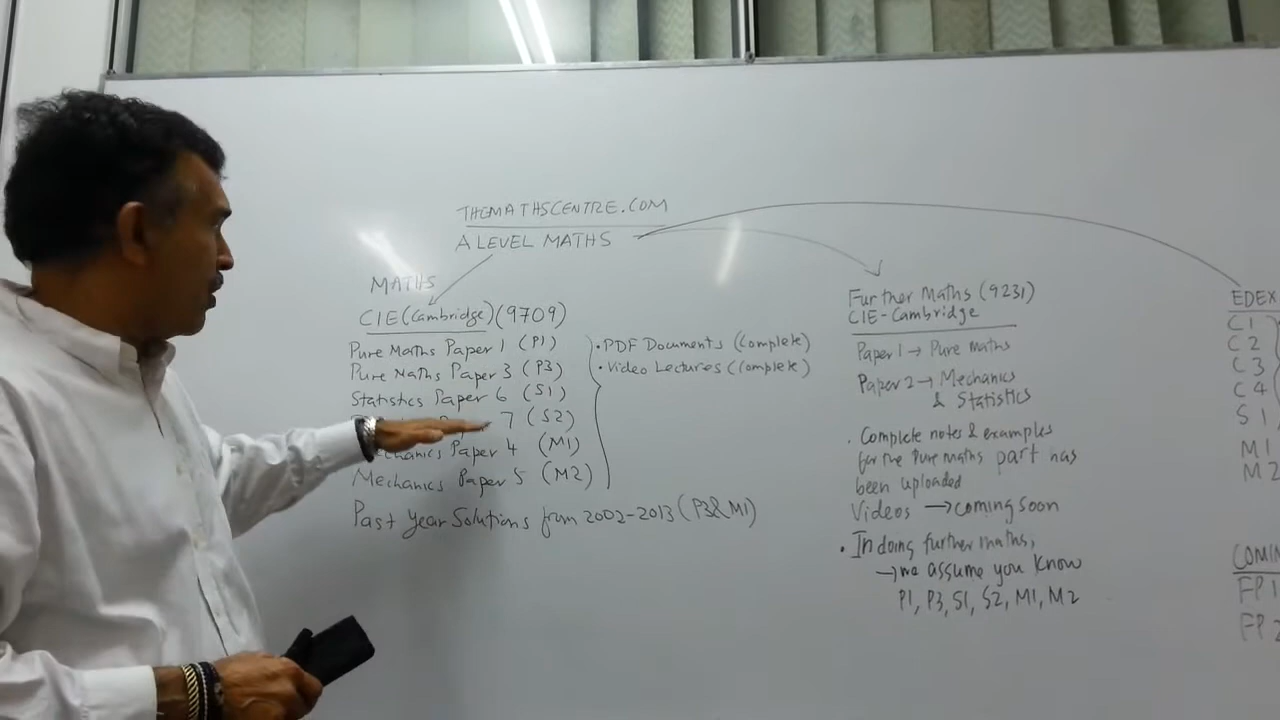 THEMATHSCENTRE.COM
A LEVEL MATHS
MATHS
CIE (Cambridge) (9709)
Pure Maths Paper 1 (P1)
Pure Maths Paper 3 (P3)
Statistics Paper 6 (S1)
7 (S2)
Mechanics Paper 4 (M1)
Mechanics Paper 5 (M2)
• PDF Documents (Complete)
• Video Lectures (Complete)
Past Year Solutions from 2002-2013 (P3&M1)
Further Maths (9231)
CIE-Cambridge
Paper 1 → Pure maths
Paper 2 → Mechanics
& Statistics
• Complete notes & examples
for the Pure maths part has
been uploaded
Videos → coming soon
• In doing further maths,
→ we assume you know
P1, P3, S1, S2, M1, M2
EDEX
C1
C2
C3
C4
S1
M1
M2
COMIN
FP1
FP2